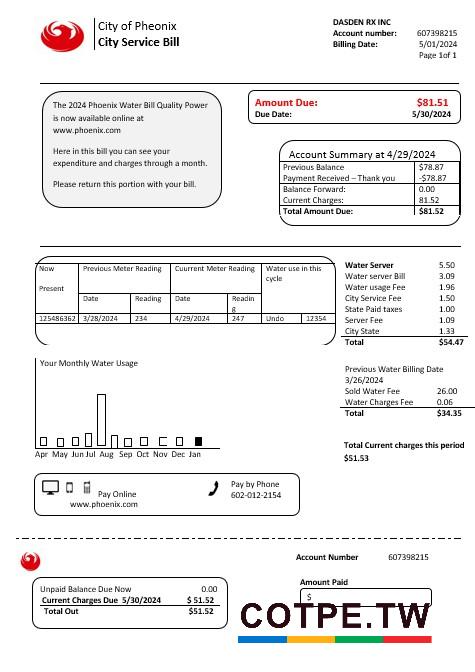 City of Pheonix
City Service Bill
DASDEN RX INC
Account number: 607398215
Billing Date: 5/01/2024
Page 1of 1
The 2024 Phoenix Water Bill Quality Power
is now available online at
www.phoenix.com
Here in this bill you can see your
expenditure and charges through a month.
Please return this portion with your bill.
Amount Due: $81.51
Due Date: 5/30/2024
Account Summary at 4/29/2024
Previous Balance $78.87
Payment Received – Thank you -$78.87
Balance Forward: 0.00
Current Charges: 81.52
Total Amount Due: $81.52
Now Previous Meter Reading Cuurrent Meter Reading Water use in this
cycle
Present
Date Reading Date Readin
g
125486362 3/28/2024 234 4/29/2024 247 Undo 12354
Water Server 5.50
Water server Bill 3.09
Water usage Fee 1.96
City Service Fee 1.50
State Paid taxes 1.00
Server Fee 1.09
City State 1.33
Total $54.47
Your Monthly Water Usage
Apr May Jun Jul Aug Sep Oct Nov Dec Jan
Previous Water Billing Date
3/26/2024
Sold Water Fee 26.00
Water Charges Fee 0.06
Total $34.35
Total Current charges this period
$51.53
Pay Online
www.phoenix.com
Pay by Phone
602-012-2154
Account Number 607398215
Unpaid Balance Due Now 0.00
Current Charges Due 5/30/2024 $ 51.52
Total Out $51.52
Amount Paid
$
COTPE.TW